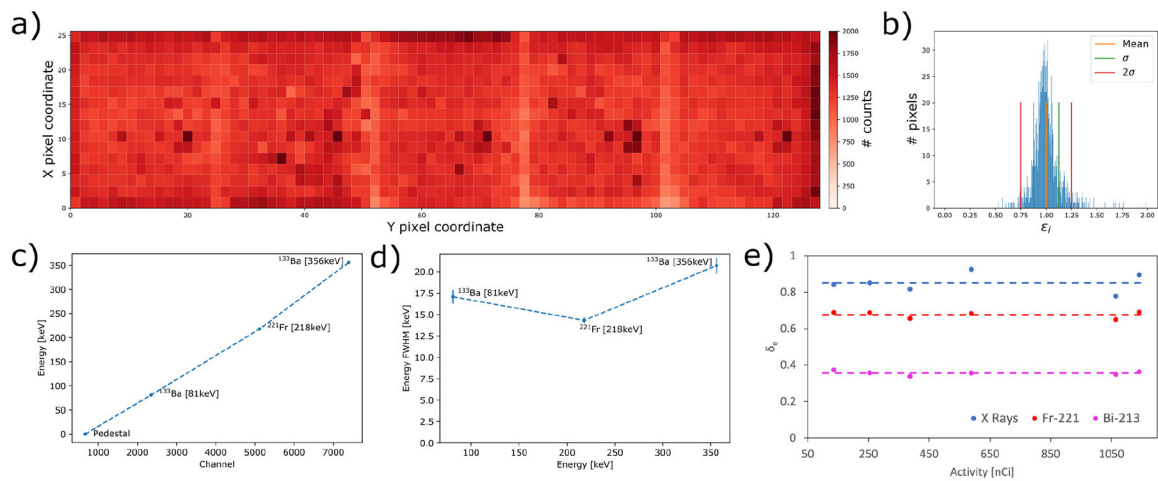 a)
X pixel coordinate
25
20
15
10
5
0
0
20
40
60
80
100
120
Y pixel coordinate
2000
1750
1500
1250
1000
750
500
250
0
# counts
b)
# pixels
30
25
20
15
10
5
0
0.00
0.25
0.50
0.75
1.00
1.25
1.50
1.75
2.00
εᵢ
Mean
σ
2σ
c)
Energy [keV]
350
300
250
200
150
100
50
0
¹³³Ba [356keV]
²²¹Fr [218keV]
¹³³Ba [81keV]
Pedestal
1000
2000
3000
4000
5000
6000
7000
Channel
d)
Energy FWHM [keV]
20.0
17.5
15.0
12.5
10.0
7.5
5.0
2.5
0.0
¹³³Ba [356keV]
¹³³Ba [81keV]
²²¹Fr [218keV]
100
150
200
250
300
350
Energy [keV]
e)
δₑ
1
0.8
0.6
0.4
0.2
0
X Rays
Fr-221
Bi-213
50
250
450
650
850
1050
Activity [nCi]